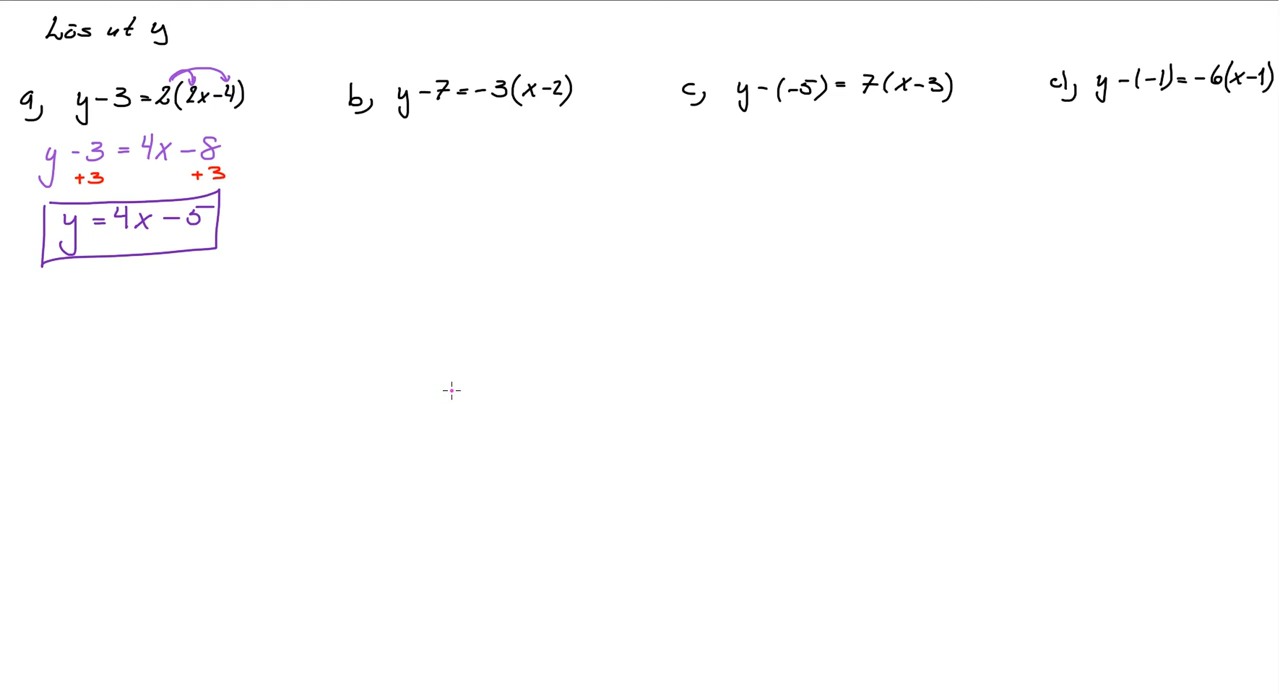 Lös ut y
a, y-3=2(2x-4)
y-3=4x-8
+3 +3
y=4x-5
b, y-7=-3(x-2)
c, y-(-5)=7(x-3)
d, y-(-1)=-6(x-1)